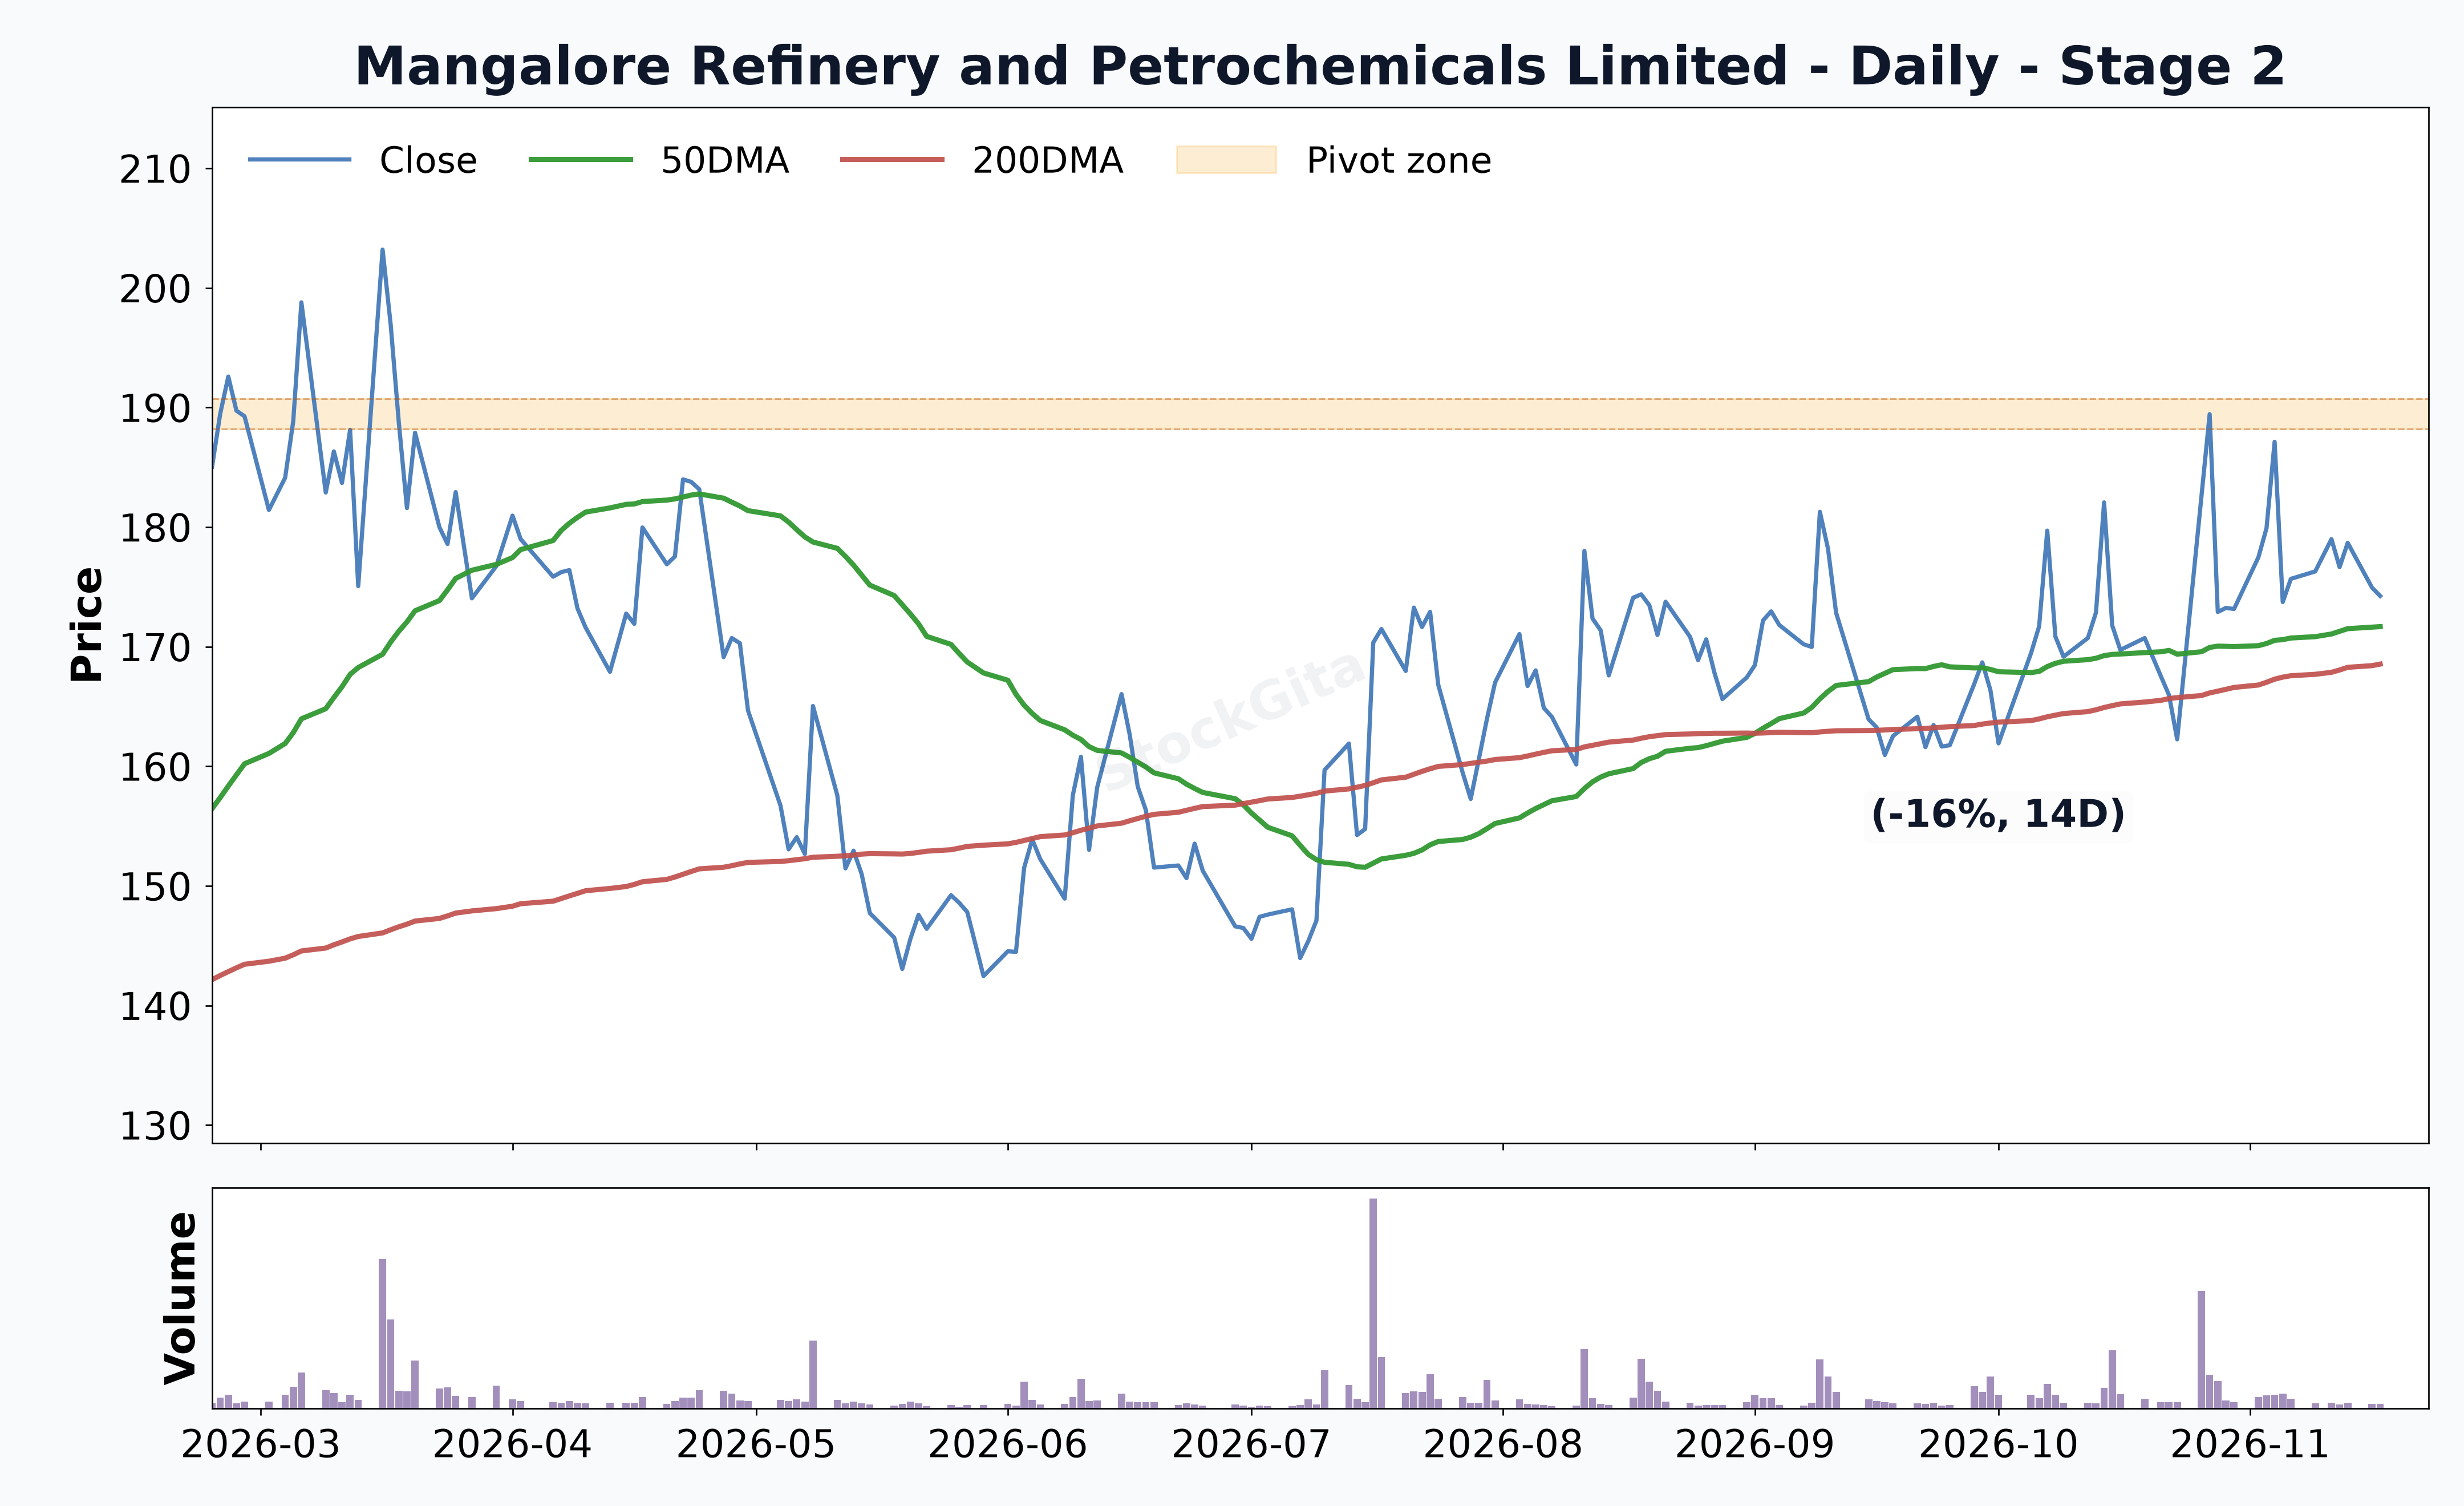 Mangalore Refinery and Petrochemicals Limited - Daily - Stage 2
Close 50DMA 200DMA Pivot zone
210
200
190
180
170
160
150
140
130
Price
StockGita
(-16%, 14D)
Volume
2026-03 2026-04 2026-05 2026-06 2026-07 2026-08 2026-09 2026-10 2026-11